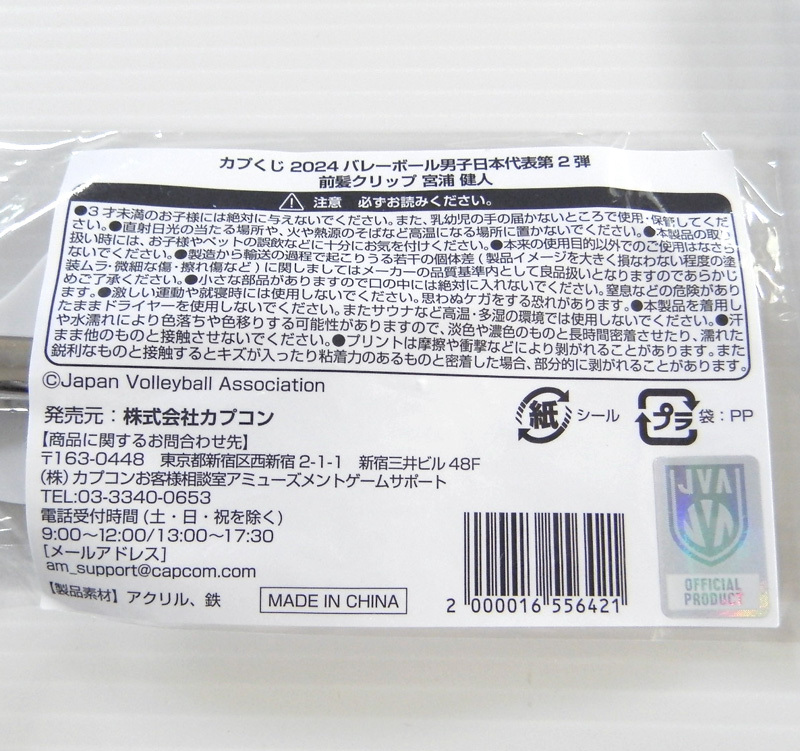 カプくじ 2024 バレーボール男子日本代表第2弾
前髪クリップ 宮浦 健人
注意 必ずお読みください。
●3才未満のお子様には絶対に与えないでください。また、乳幼児の手の届かないところで使用・保管してくだ
さい。●直射日光の当たる場所や、火や熱源のそばなど高温になる場所に置かないでください。●本製品の取り
扱い時には、お子様やペットの誤飲などに十分にお気を付けください。●本来の使用目的以外でのご使用はなさら
ないでください。●製造から輸送の過程で起こりうる若干の個体差(製品イメージを大きく損なわない程度の塗
装ムラ・微細な傷・擦れ傷など)に関しましてはメーカーの品質基準内として良品扱いとなりますのであらかじ
めご了承ください。●小さな部品がありますので口の中には絶対に入れないでください。窒息などの危険があり
ます。●激しい運動や就寝時には使用しないでください。思わぬケガをする恐れがあります。●本製品を着用し
たままドライヤーを使用しないでください。またサウナなど高温・多湿の環境では使用しないでください。●汗
や水濡れにより色落ちや色移りする可能性がありますので、淡色や濃色のものと長時間密着させたり、濡れた
まま他のものと接触させないでください。●プリントは摩擦や衝撃などにより剥がれることがあります。また
鋭利なものと接触するとキズが入ったり粘着力のあるものと密着した場合、部分的に剥がれることがあります。
©Japan Volleyball Association
発売元：株式会社カプコン
【商品に関するお問合わせ先】
〒163-0448 東京都新宿区西新宿2-1-1 新宿三井ビル48F
(株)カプコンお客様相談室アミューズメントゲームサポート
TEL:03-3340-0653
電話受付時間(土・日・祝を除く)
9:00~12:00/13:00~17:30
[メールアドレス]
am_support@capcom.com
【製品素材】アクリル、鉄
MADE IN CHINA
紙 シール
プラ 袋：PP
2 000016 556421
JVA
OFFICIAL
PRODUCT